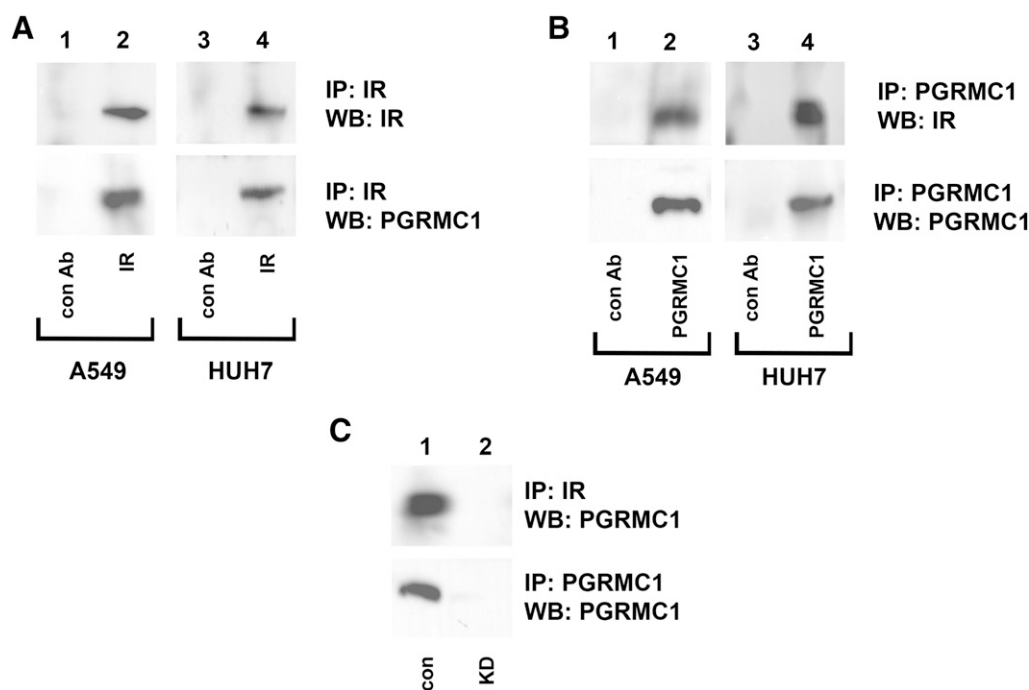 A
1 2 3 4
IP: IR
WB: IR
IP: IR
WB: PGRMC1
con Ab IR con Ab IR
A549 HUH7
B
1 2 3 4
IP: PGRMC1
WB: IR
IP: PGRMC1
WB: PGRMC1
con Ab PGRMC1 con Ab PGRMC1
A549 HUH7
C
1 2
IP: IR
WB: PGRMC1
IP: PGRMC1
WB: PGRMC1
con KD